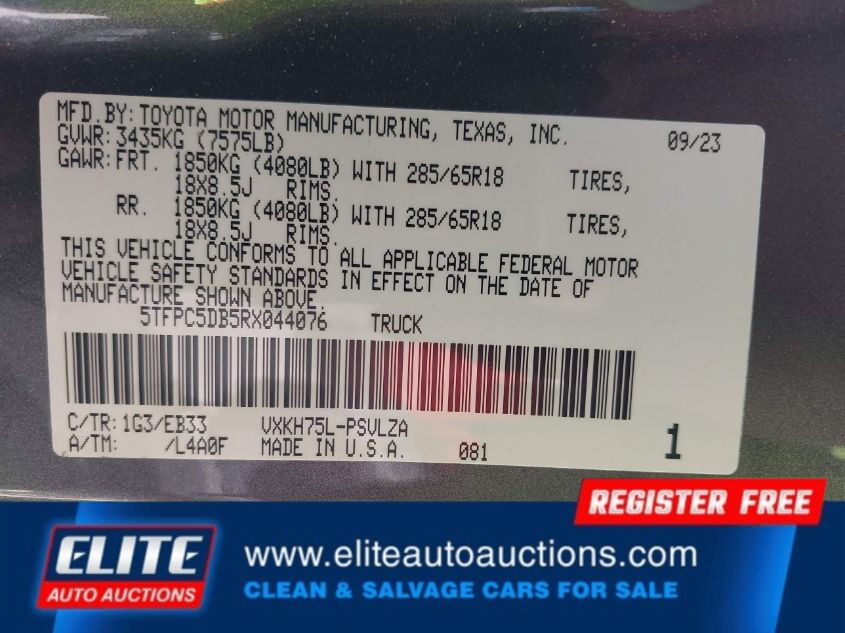 MFD.BY:TOYOTA MOTOR MANUFACTURING, TEXAS, INC. 09/23
GVWR:3435KG (7575LB)
GAWR:FRT. 1850KG (4080LB) WITH 285/65R18 TIRES,
18X8.5J RIMS.
RR. 1850KG (4080LB) WITH 285/65R18 TIRES,
18X8.5J RIMS.
THIS VEHICLE CONFORMS TO ALL APPLICABLE FEDERAL MOTOR
VEHICLE SAFETY STANDARDS IN EFFECT ON THE DATE OF
MANUFACTURE SHOWN ABOVE.
5TFPC5DB5RX044076 TRUCK
C/TR:1G3/EB33 VXKH75L-PSVLZA
A/TM: /L4A0F MADE IN U.S.A. 081 1
REGISTER FREE
ELITE
AUTO AUCTIONS
www.eliteautoauctions.com
CLEAN & SALVAGE CARS FOR SALE